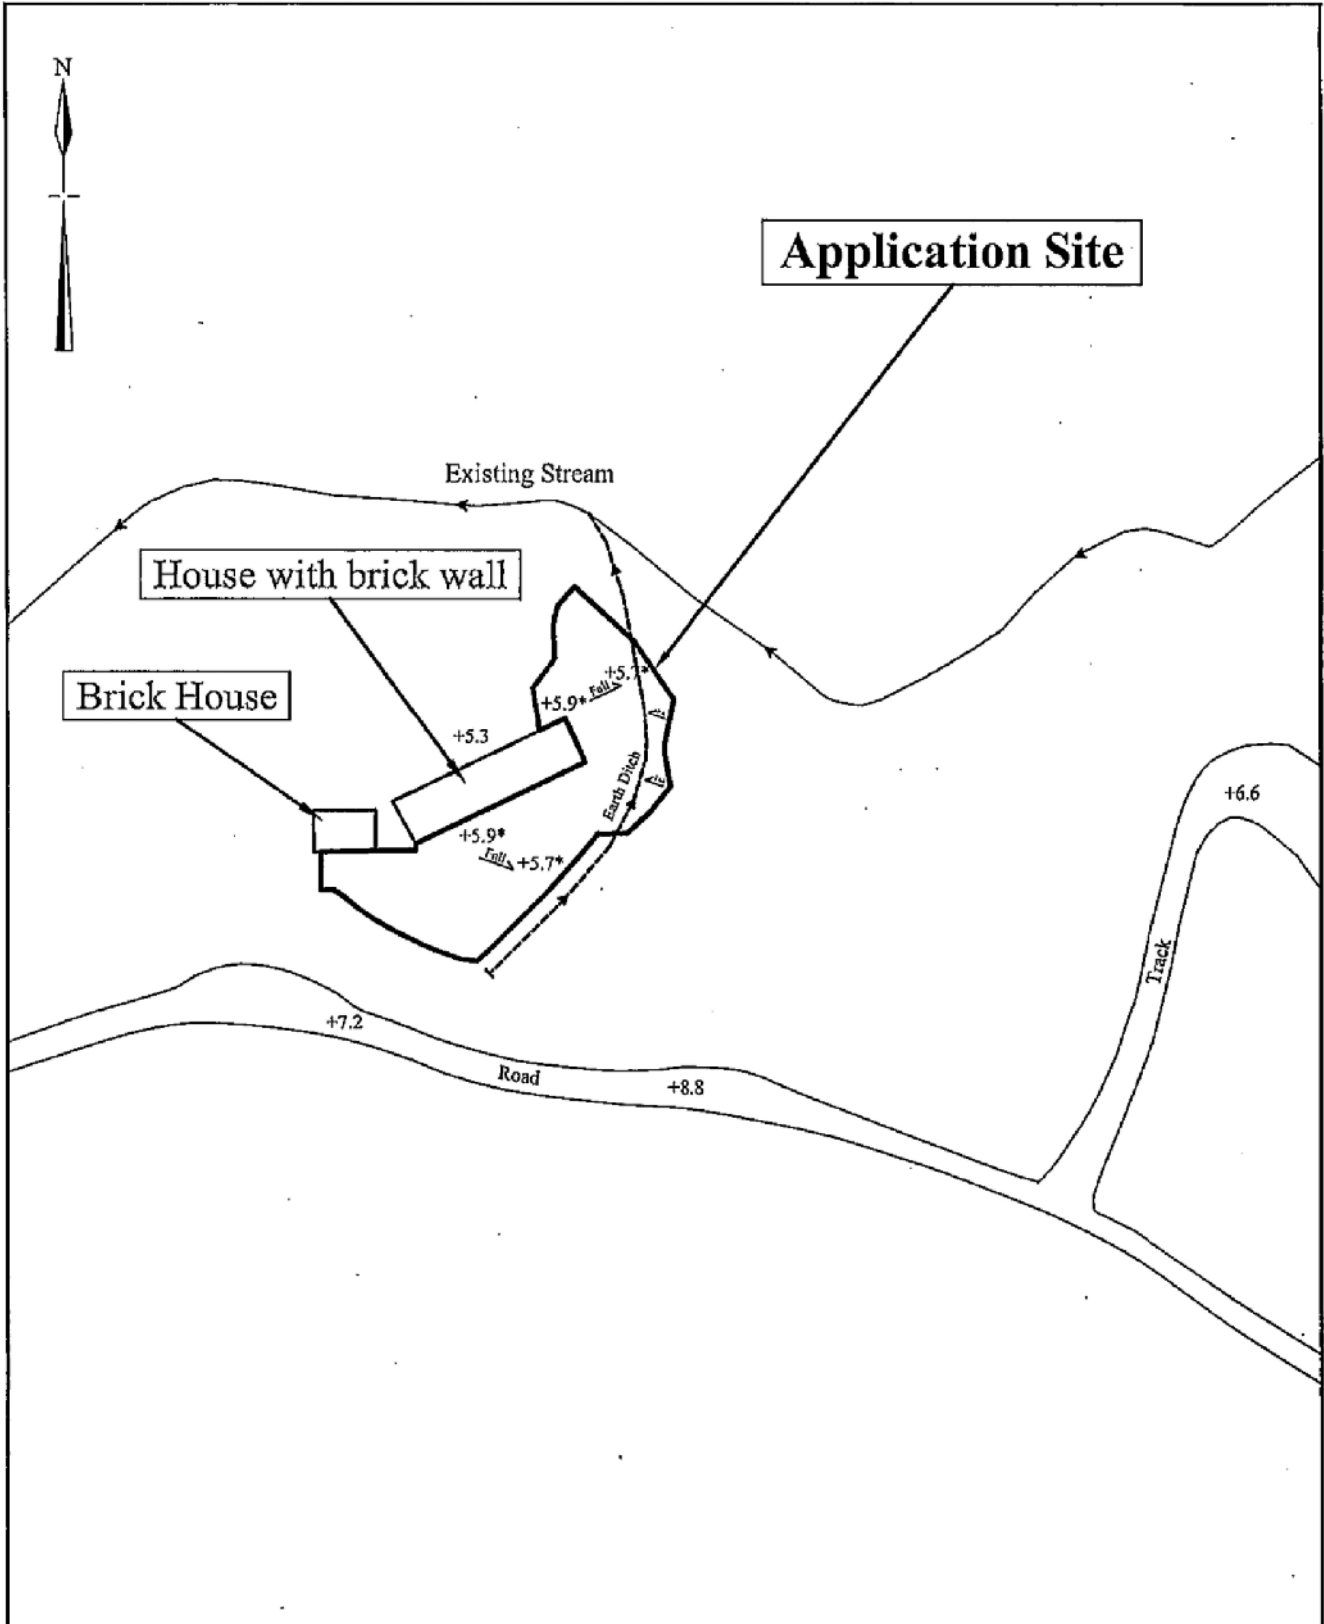 N
Application Site
Existing Stream
House with brick wall
+5.7*
Fall
Brick House
+5.9*
+5.3
Earth Ditch
+6.6
+5.9*
Fall
+5.7*
Track
+7.2
Road
+8.8